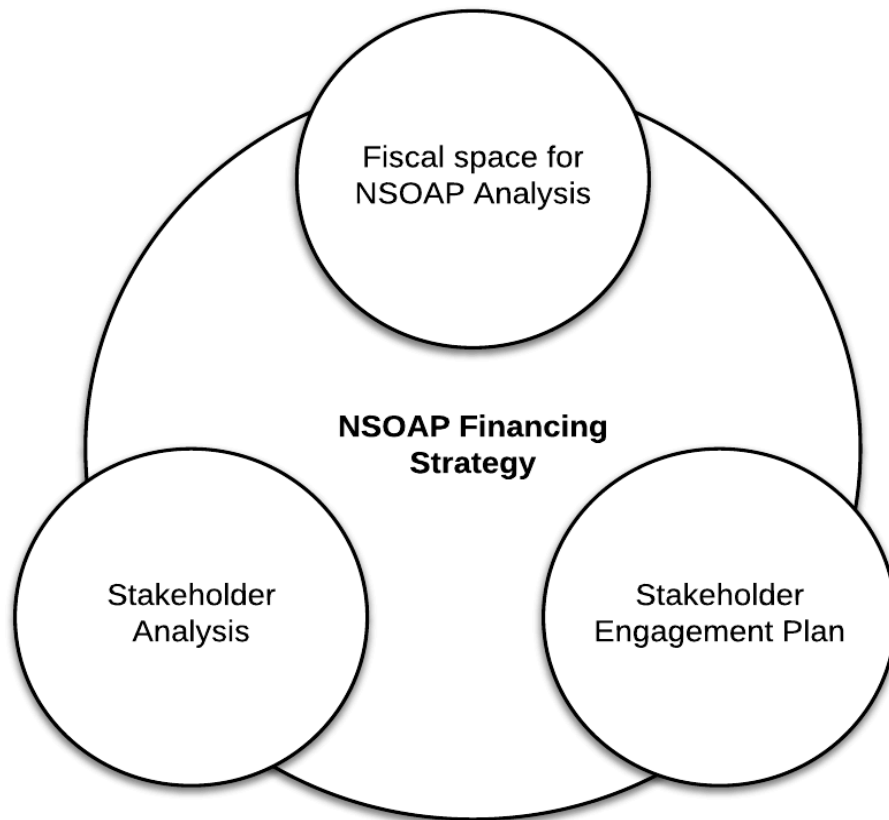 Fiscal space for
NSOAP Analysis
NSOAP Financing
Strategy
Stakeholder
Analysis
Stakeholder
Engagement Plan